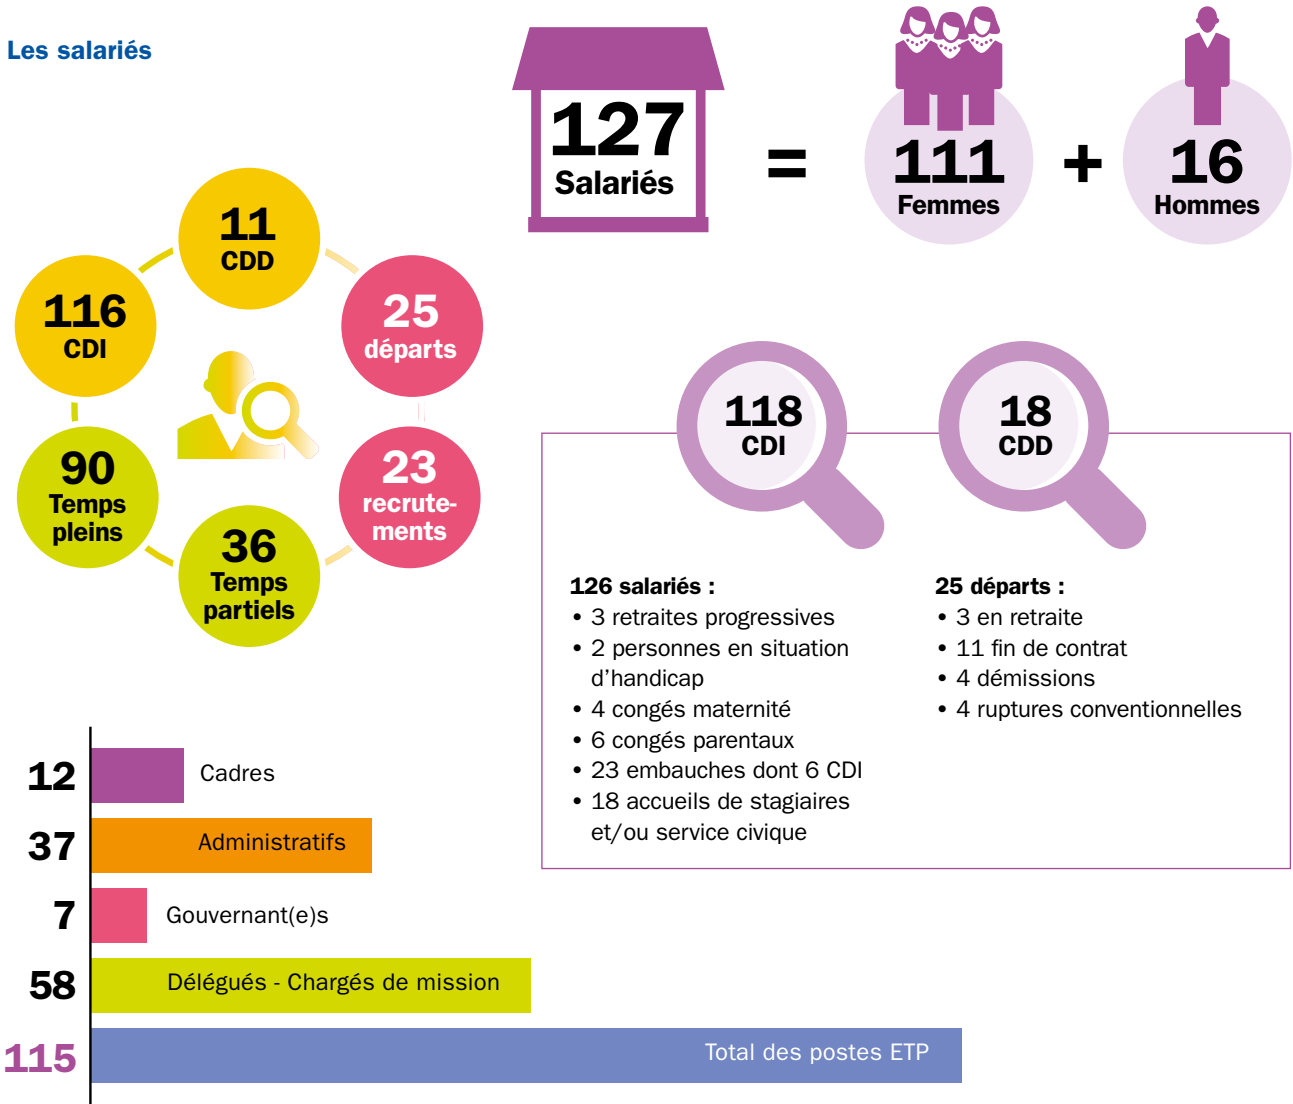 Les salariés
127
Salariés
=
111
Femmes
+
16
Hommes
11
CDD
116
CDI
25
départs
90
Temps
pleins
23
recrute-
ments
36
Temps
partiels
118
CDI
18
CDD
126 salariés :
• 3 retraites progressives
• 2 personnes en situation
d'handicap
• 4 congés maternité
• 6 congés parentaux
• 23 embauches dont 6 CDI
• 18 accueils de stagiaires
et/ou service civique
25 départs :
• 3 en retraite
• 11 fin de contrat
• 4 démissions
• 4 ruptures conventionnelles
12 Cadres
37 Administratifs
7 Gouvernant(e)s
58 Délégués - Chargés de mission
115 Total des postes ETP